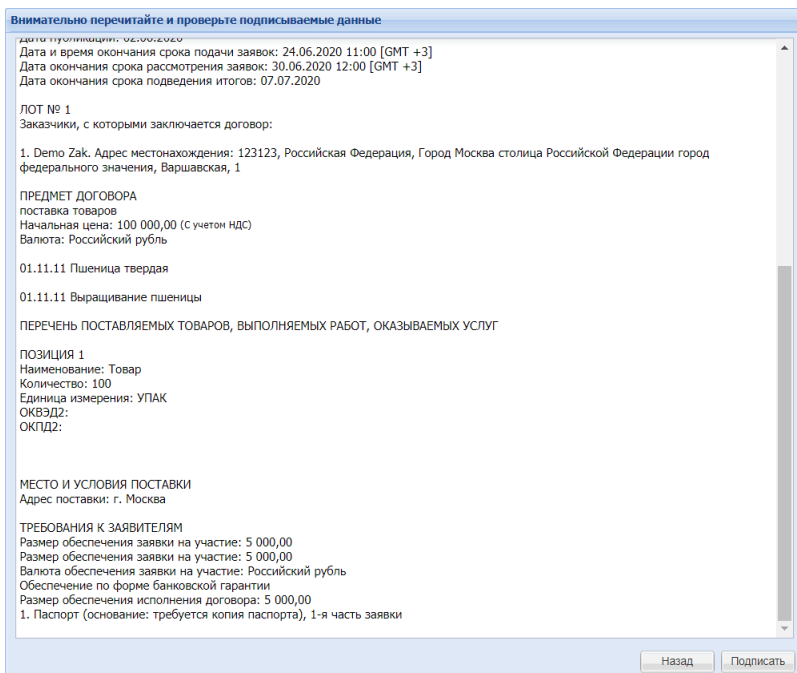 Внимательно перечитайте и проверьте подписываемые данные
Дата публикации: 02.06.2020
Дата и время окончания срока подачи заявок: 24.06.2020 11:00 [GMT +3]
Дата окончания срока рассмотрения заявок: 30.06.2020 12:00 [GMT +3]
Дата окончания срока подведения итогов: 07.07.2020
ЛОТ № 1
Заказчики, с которыми заключается договор:
1. Demo Zak. Адрес местонахождения: 123123, Российская Федерация, Город Москва столица Российской Федерации город
федерального значения, Варшавская, 1
ПРЕДМЕТ ДОГОВОРА
поставка товаров
Начальная цена: 100 000,00 (С учетом НДС)
Валюта: Российский рубль
01.11.11 Пшеница твердая
01.11.11 Выращивание пшеницы
ПЕРЕЧЕНЬ ПОСТАВЛЯЕМЫХ ТОВАРОВ, ВЫПОЛНЯЕМЫХ РАБОТ, ОКАЗЫВАЕМЫХ УСЛУГ
ПОЗИЦИЯ 1
Наименование: Товар
Количество: 100
Единица измерения: УПАК
ОКВЭД2:
ОКПД2:
МЕСТО И УСЛОВИЯ ПОСТАВКИ
Адрес поставки: г. Москва
ТРЕБОВАНИЯ К ЗАЯВИТЕЛЯМ
Размер обеспечения заявки на участие: 5 000,00
Размер обеспечения заявки на участие: 5 000,00
Валюта обеспечения заявки на участие: Российский рубль
Обеспечение по форме банковской гарантии
Размер обеспечения исполнения договора: 5 000,00
1. Паспорт (основание: требуется копия паспорта), 1-я часть заявки
Назад
Подписать